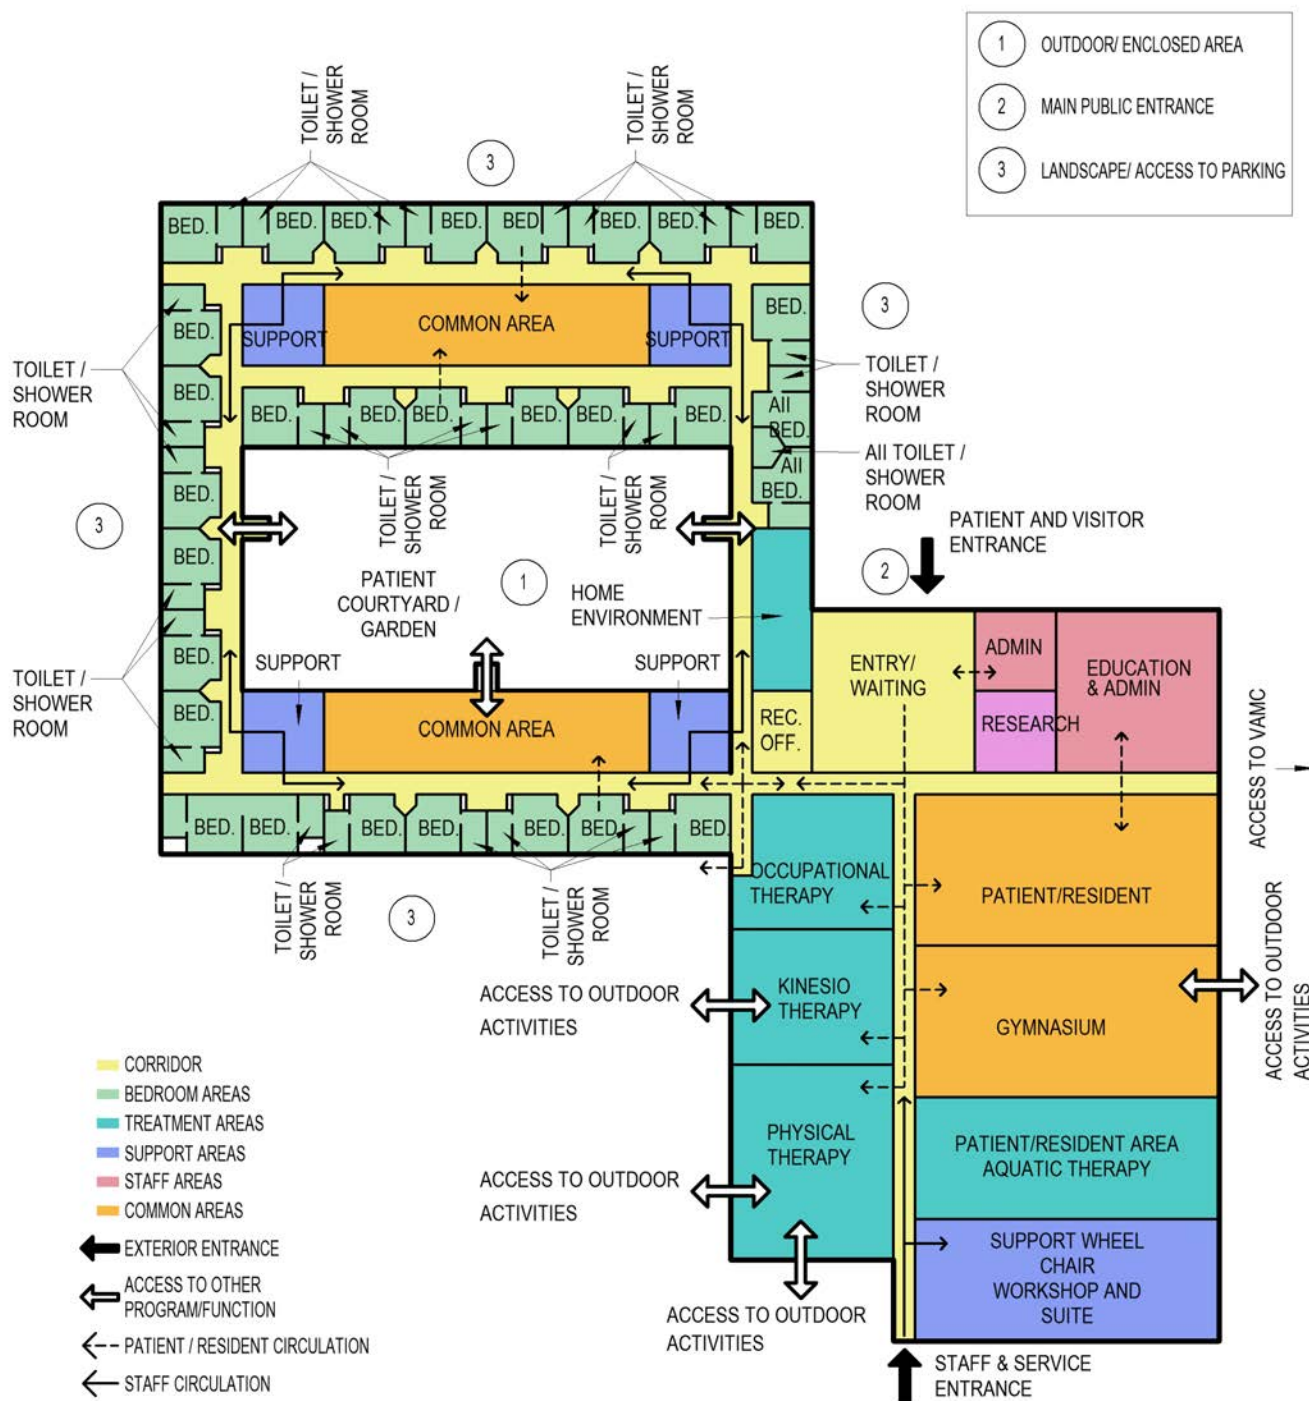 1 OUTDOOR/ ENCLOSED AREA
2 MAIN PUBLIC ENTRANCE
3 LANDSCAPE/ ACCESS TO PARKING
TOILET /
SHOWER
ROOM
3
TOILET /
SHOWER
ROOM
BED.
BED.
BED.
BED.
BED
BED.
BED.
BED.
BED.
SUPPORT
COMMON AREA
SUPPORT
BED.
3
TOILET /
SHOWER
ROOM
BED.
BED.
BED.
BED.
BED.
BED.
BED.
TOILET /
SHOWER
ROOM
All
BED.
All
BED.
All TOILET /
SHOWER
ROOM
TOILET /
SHOWER
ROOM
TOILET /
SHOWER
ROOM
BED.
3
BED.
PATIENT AND VISITOR
ENTRANCE
2
PATIENT
COURTYARD /
GARDEN
1
HOME
ENVIRONMENT
BED.
BED.
TOILET /
SHOWER
ROOM
SUPPORT
SUPPORT
COMMON AREA
REC.
OFF.
ENTRY/
WAITING
ADMIN
RESEARCH
EDUCATION
& ADMIN
ACCESS TO VAMC
BED.
BED.
BED.
BED.
BED.
BED.
BED.
TOILET /
SHOWER
ROOM
3
TOILET /
SHOWER
ROOM
OCCUPATIONAL
THERAPY
PATIENT/RESIDENT
ACCESS TO OUTDOOR
ACTIVITIES
KINESIO
THERAPY
GYMNASIUM
ACCESS TO OUTDOOR
ACTIVITIES
PHYSICAL
THERAPY
PATIENT/RESIDENT AREA
AQUATIC THERAPY
ACCESS TO OUTDOOR
ACTIVITIES
SUPPORT WHEEL
CHAIR
WORKSHOP AND
SUITE
ACCESS TO OUTDOOR
ACTIVITIES
STAFF & SERVICE
ENTRANCE
CORRIDOR
BEDROOM AREAS
TREATMENT AREAS
SUPPORT AREAS
STAFF AREAS
COMMON AREAS
EXTERIOR ENTRANCE
ACCESS TO OTHER
PROGRAM/FUNCTION
PATIENT / RESIDENT CIRCULATION
STAFF CIRCULATION